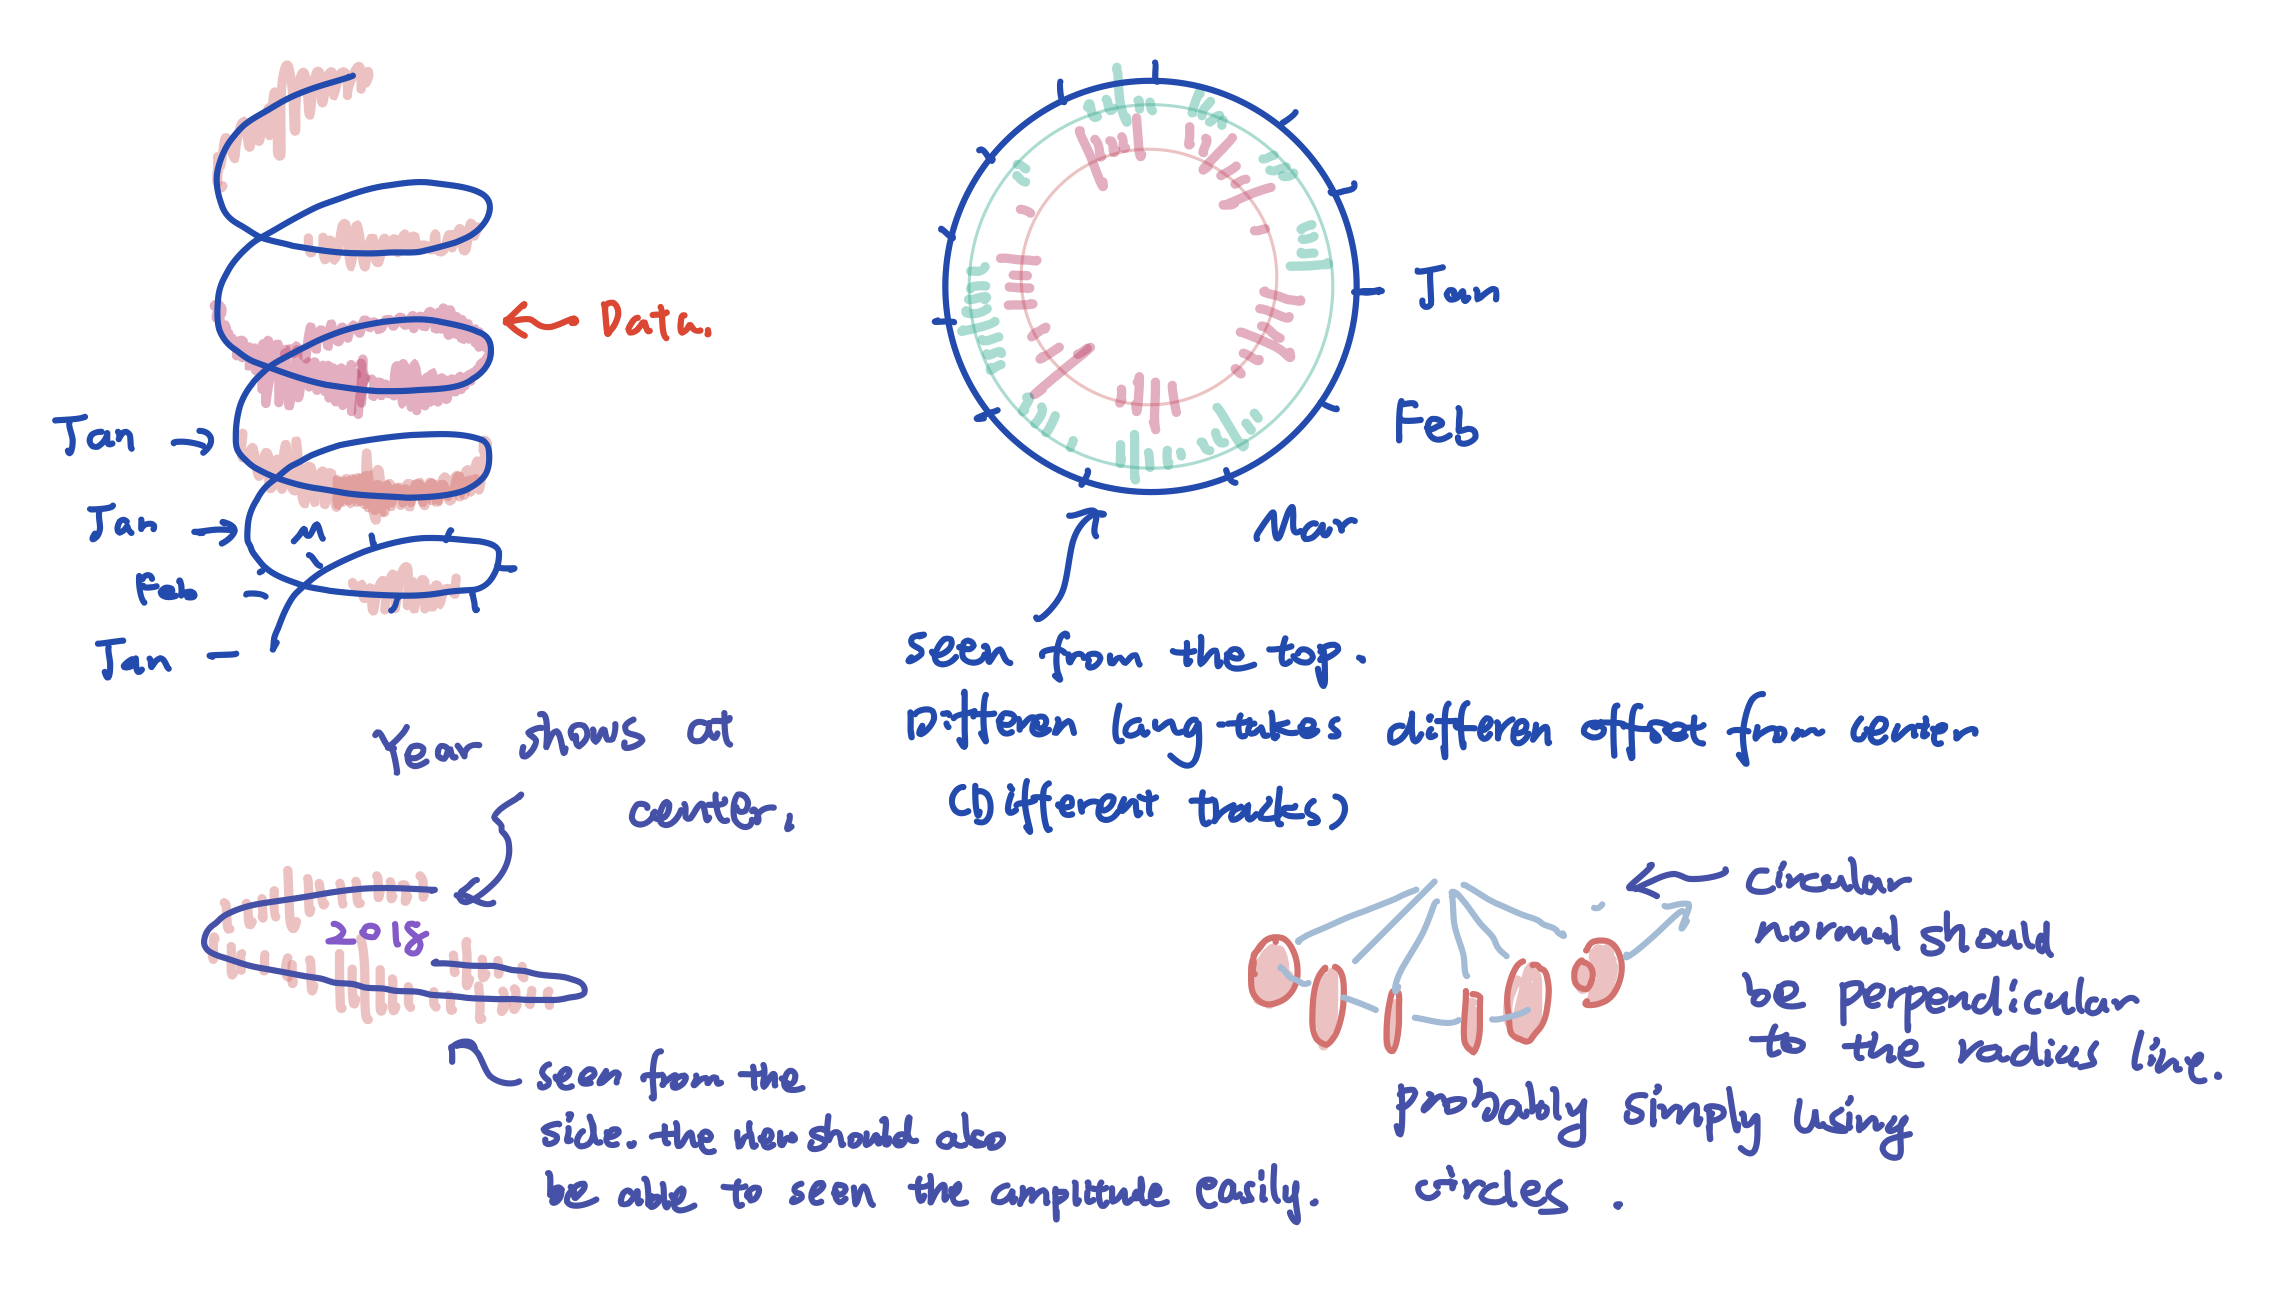 Data.
Jan
Jan
M
Feb
Jan
Jan
Feb
Mar
seen from the top.
Differen lang takes differen offset from center
(Different tracks)
Year shows at
center.
2018
seen from the
side. the view should also
be able to seen the amplitude easily.
circular
normal should
be perpendicular
to the radius line.
probably simply using
circles.